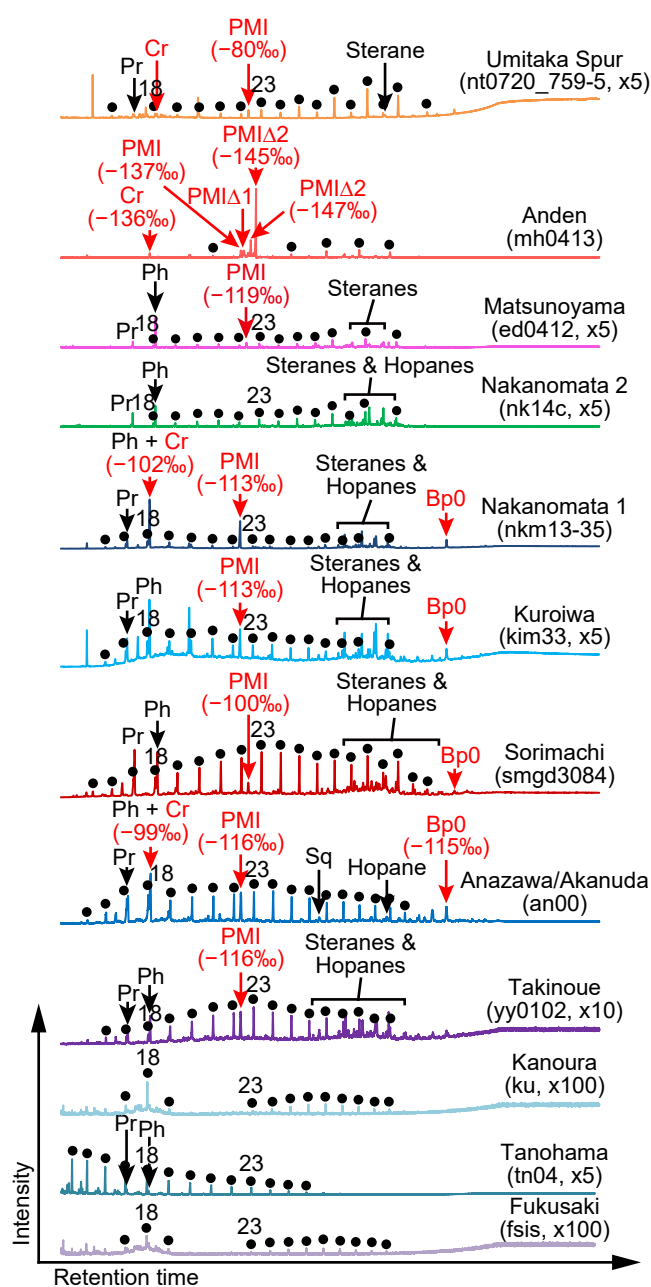 PMI
(−80‰)
Cr
Pr
18
23
Sterane
Umitaka Spur
(nt0720_759-5, x5)
PMIΔ2
(−145‰)
PMI
(−137‰)
PMIΔ1
PMIΔ2
(−147‰)
Cr
(−136‰)
Anden
(mh0413)
Ph
PMI
(−119‰)
Steranes
Pr
18
23
Matsunoyama
(ed0412, x5)
Ph
Steranes & Hopanes
Pr
18
23
Nakanomata 2
(nk14c, x5)
Ph + Cr
(−102‰)
PMI
(−113‰)
Steranes &
Hopanes
Bp0
Pr
18
23
Nakanomata 1
(nkm13-35)
PMI
(−113‰)
Steranes &
Hopanes
Bp0
Pr
Ph
18
23
Kuroiwa
(kim33, x5)
PMI
(−100‰)
Steranes &
Hopanes
Ph
Pr
18
23
Bp0
Sorimachi
(smgd3084)
Ph + Cr
(−99‰)
PMI
(−116‰)
Bp0
(−115‰)
Pr
18
23
Sq
Hopane
Anazawa/Akanuda
(an00)
PMI
(−116‰)
Steranes &
Hopanes
Ph
Pr
18
23
Takinoue
(yy0102, x10)
18
23
Kanoura
(ku, x100)
Pr
Ph
18
23
Tanohama
(tn04, x5)
18
23
Fukusaki
(fsis, x100)
Intensity
Retention time